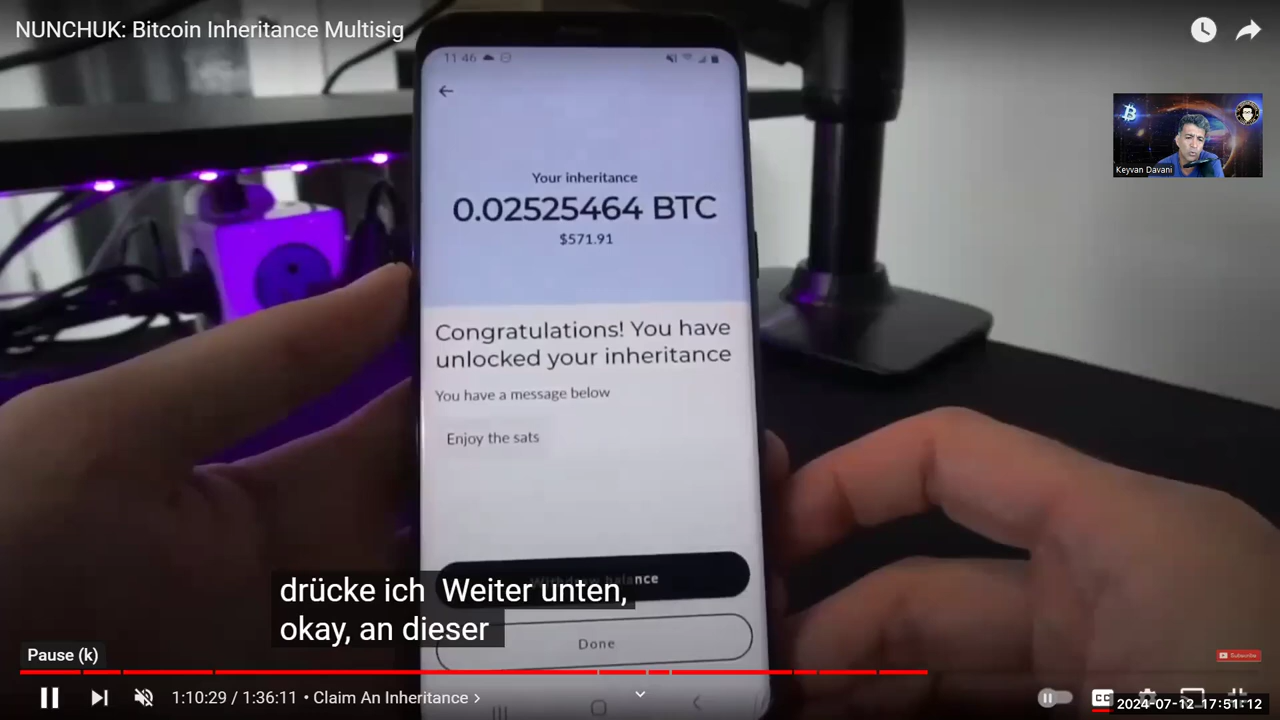 NUNCHUK: Bitcoin Inheritance Multisig
11:46
Your inheritance
0.02525464 BTC
$571.91
Keyvan Davani
Congratulations! You have
unlocked your inheritance
You have a message below
Enjoy the sats
drücke ich Weiter unten,
okay, an dieser
Done
Pause (k)
Subscribe
1:10:29 / 1:36:11 • Claim An Inheritance
CC
2024-07-12 17:51:12